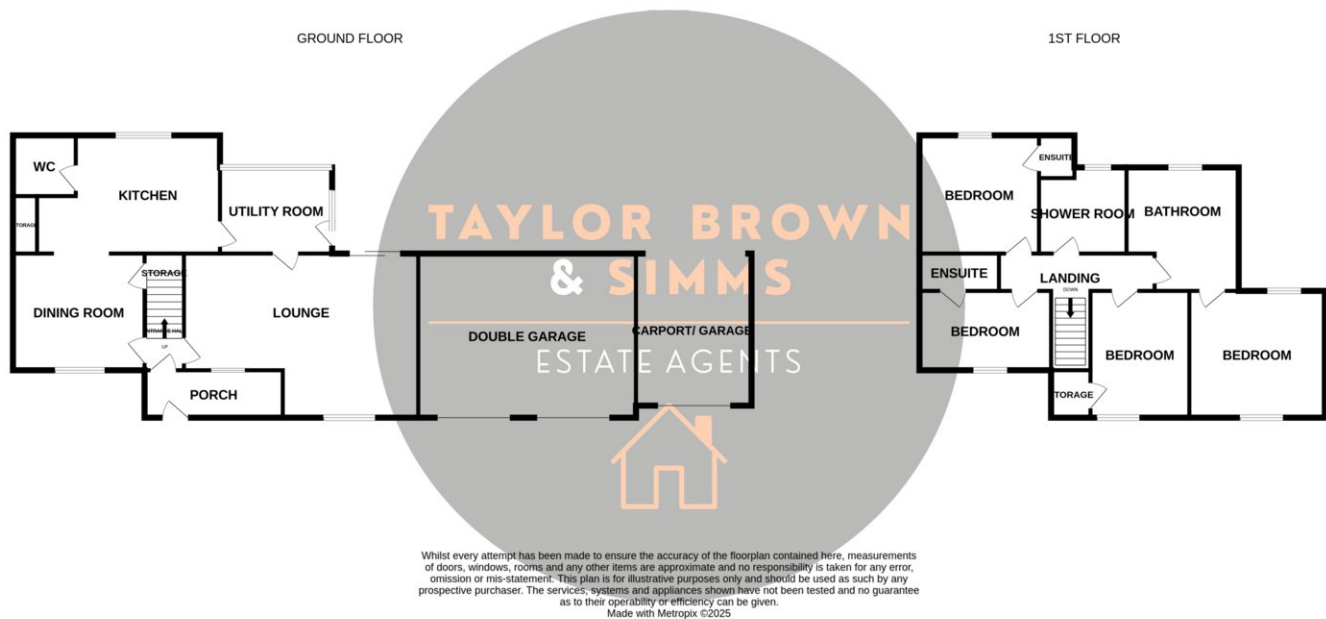 GROUND FLOOR
1ST FLOOR
WC
KITCHEN
UTILITY ROOM
STORAGE
DINING ROOM
LOUNGE
ENTRANCE HALL
UP
PORCH
DOUBLE GARAGE
CARPORT/ GARAGE
TAYLOR BROWN
& SIMMS
ESTATE AGENTS
BEDROOM
ENSUITE
SHOWER ROOM
BATHROOM
ENSUITE
LANDING
DOWN
BEDROOM
BEDROOM
BEDROOM
TORAGE
Whilst every attempt has been made to ensure the accuracy of the floorplan contained here, measurements
of doors, windows, rooms and any other items are approximate and no responsibility is taken for any error,
omission or mis-statement. This plan is for illustrative purposes only and should be used as such by any
prospective purchaser. The services, systems and appliances shown have not been tested and no guarantee
as to their operability or efficiency can be given.
Made with Metropix ©2025